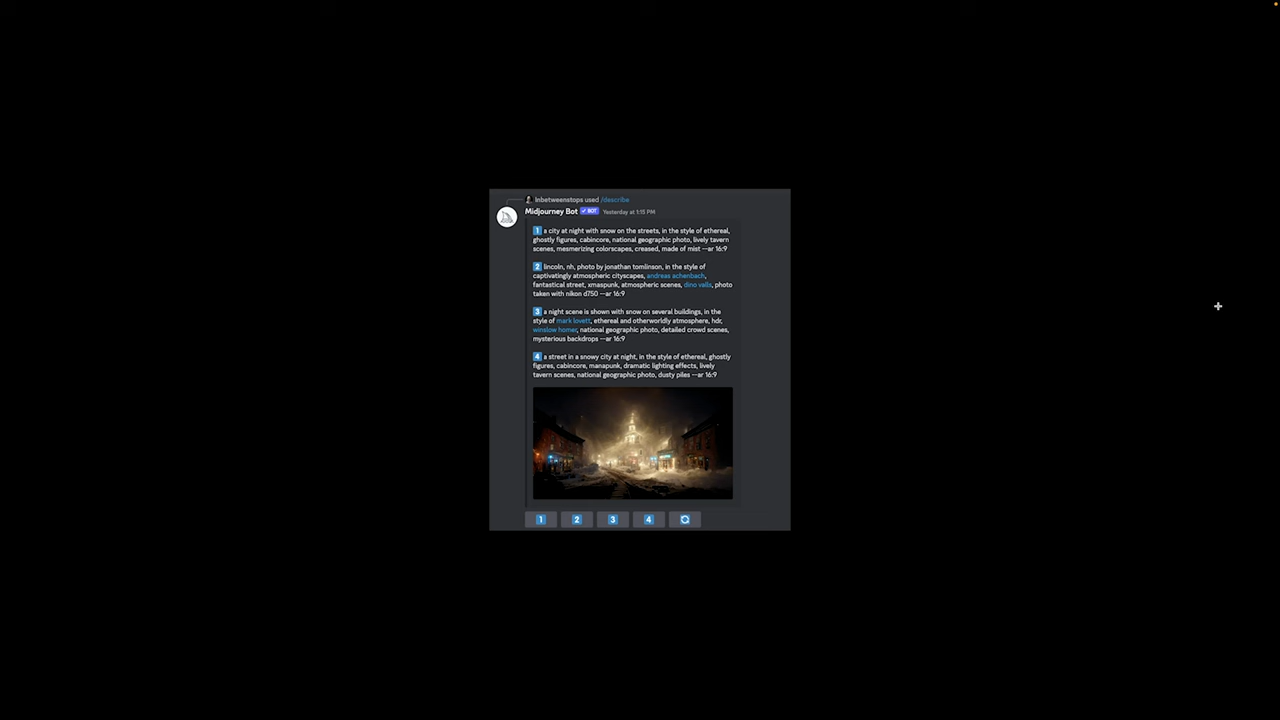 inbetweenstops used /describe
Midjourney Bot ✓ BOT Yesterday at 1:15 PM
1 a city at night with snow on the streets, in the style of ethereal,
ghostly figures, cabincore, national geographic photo, lively tavern
scenes, mesmerizing colorscapes, creased, made of mist --ar 16:9
2 lincoln, nh, photo by jonathan tomlinson, in the style of
captivatingly atmospheric cityscapes, andreas achenbach,
fantastical street, xmaspunk, atmospheric scenes, dino valls, photo
taken with nikon d750 --ar 16:9
3 a night scene is shown with snow on several buildings, in the
style of mark lovett, ethereal and otherworldly atmosphere, hdr,
winslow homer, national geographic photo, detailed crowd scenes,
mysterious backdrops --ar 16:9
4 a street in a snowy city at night, in the style of ethereal, ghostly
figures, cabincore, manapunk, dramatic lighting effects, lively
tavern scenes, national geographic photo, dusty piles --ar 16:9
1 2 3 4